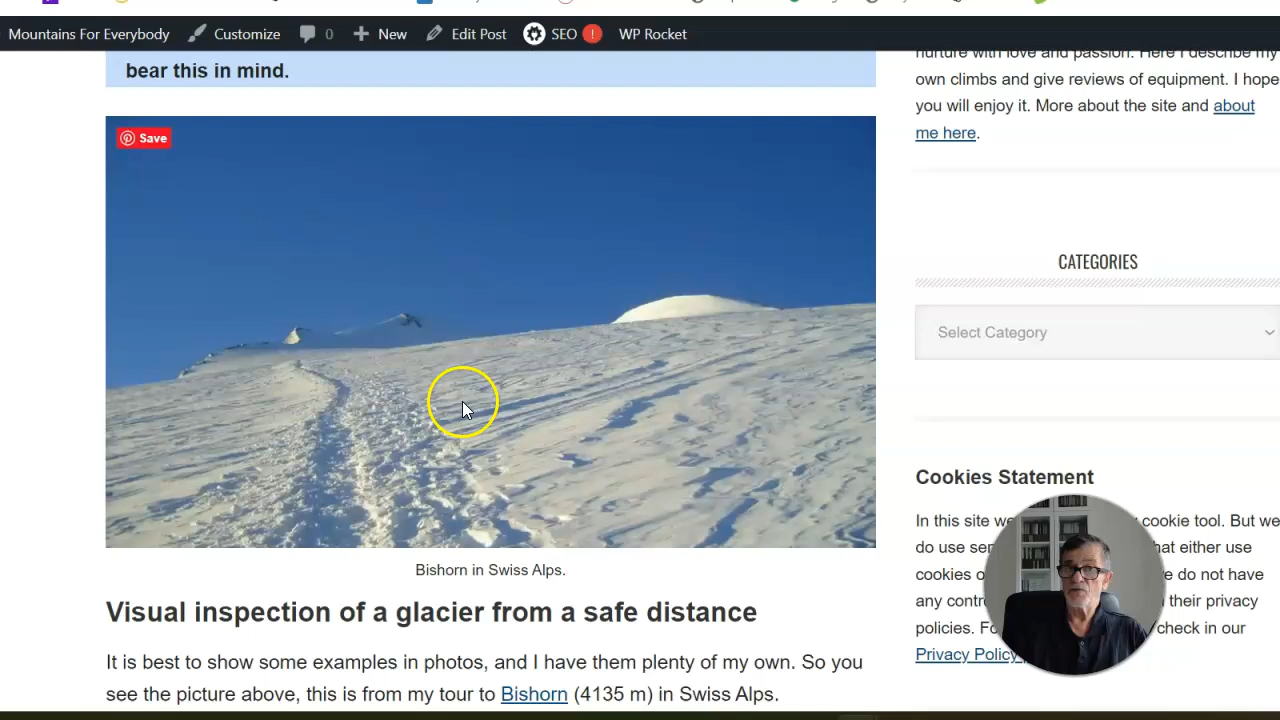 Mountains For Everybody Customize 0 New Edit Post SEO ! WP Rocket
bear this in mind.
Save
Bishorn in Swiss Alps.
Visual inspection of a glacier from a safe distance
It is best to show some examples in photos, and I have them plenty of my own. So you
see the picture above, this is from my tour to Bishorn (4135 m) in Swiss Alps.
nurture with love and passion. Here I describe my
own climbs and give reviews of equipment. I hope
you will enjoy it. More about the site and about
me here.
CATEGORIES
Select Category
Cookies Statement
In this site we cookie tool. But we
do use hat either use
cookies o we do not have
any contr their privacy
policies. check in our
Privacy Policy